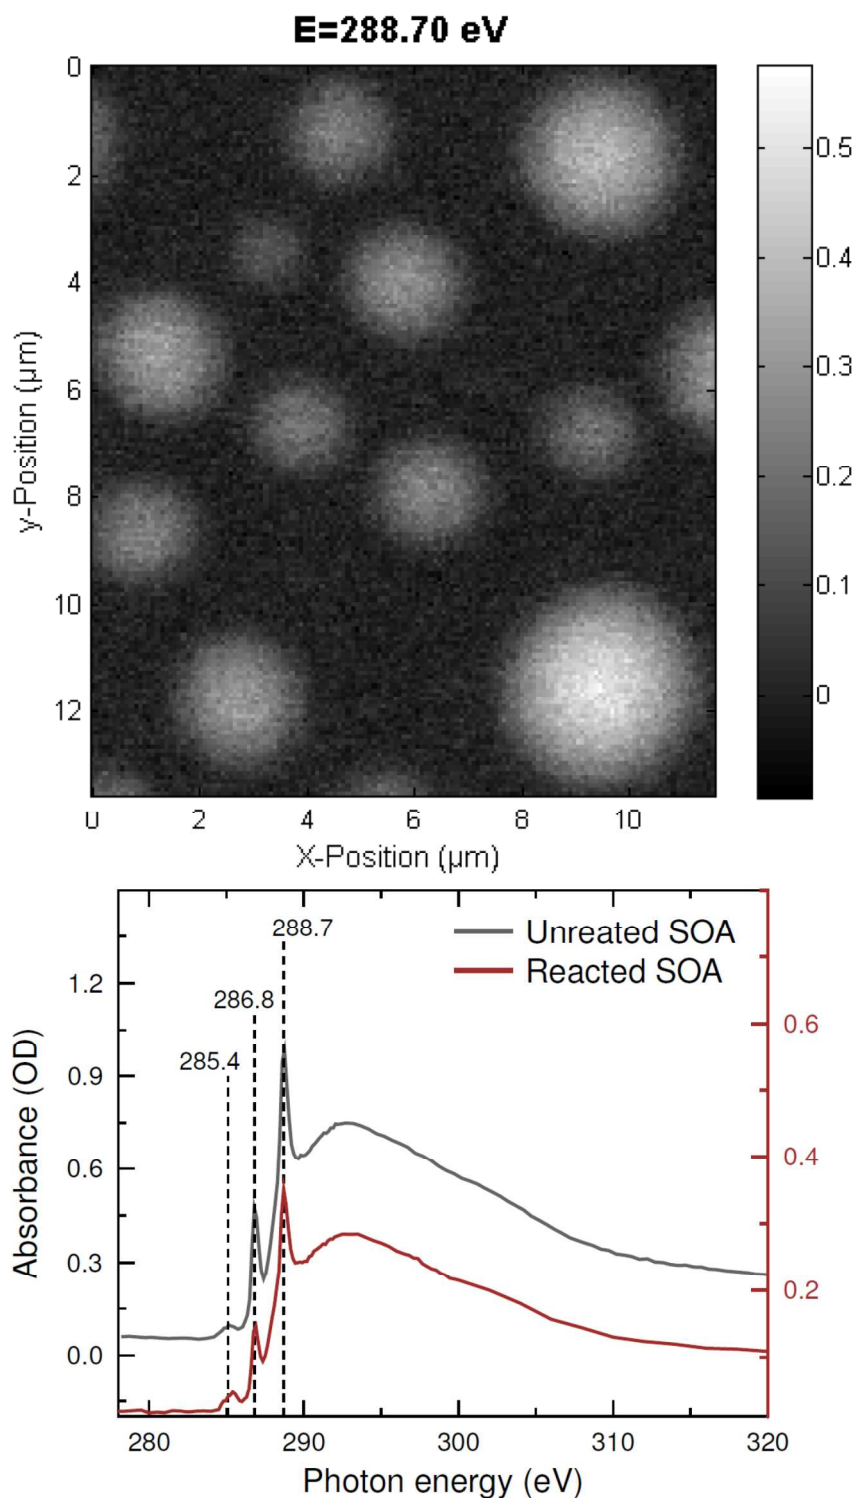 E=288.70 eV
0
2
4
6
8
10
12
y-Position (µm)
0.5
0.4
0.3
0.2
0.1
0
U 2 4 6 8 10
X-Position (µm)
288.7
286.8
285.4
Unreated SOA
Reacted SOA
1.2
0.9
0.6
0.3
0.0
Absorbance (OD)
0.6
0.4
0.2
280 290 300 310 320
Photon energy (eV)